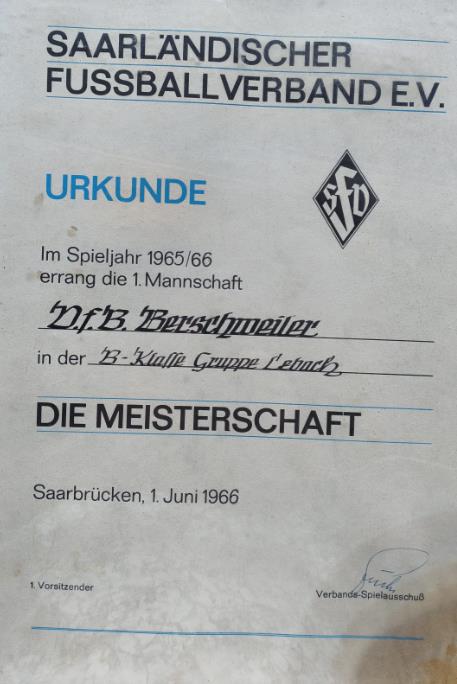 SAARLÄNDISCHER
FUSSBALLVERBAND E.V.
URKUNDE
SFV
Im Spieljahr 1965/66
errang die 1. Mannschaft
V.f.B. Berschweiler
in der B-Klasse Gruppe Lebach
DIE MEISTERSCHAFT
Saarbrücken, 1. Juni 1966
1. Vorsitzender
Verbands-Spielausschuß